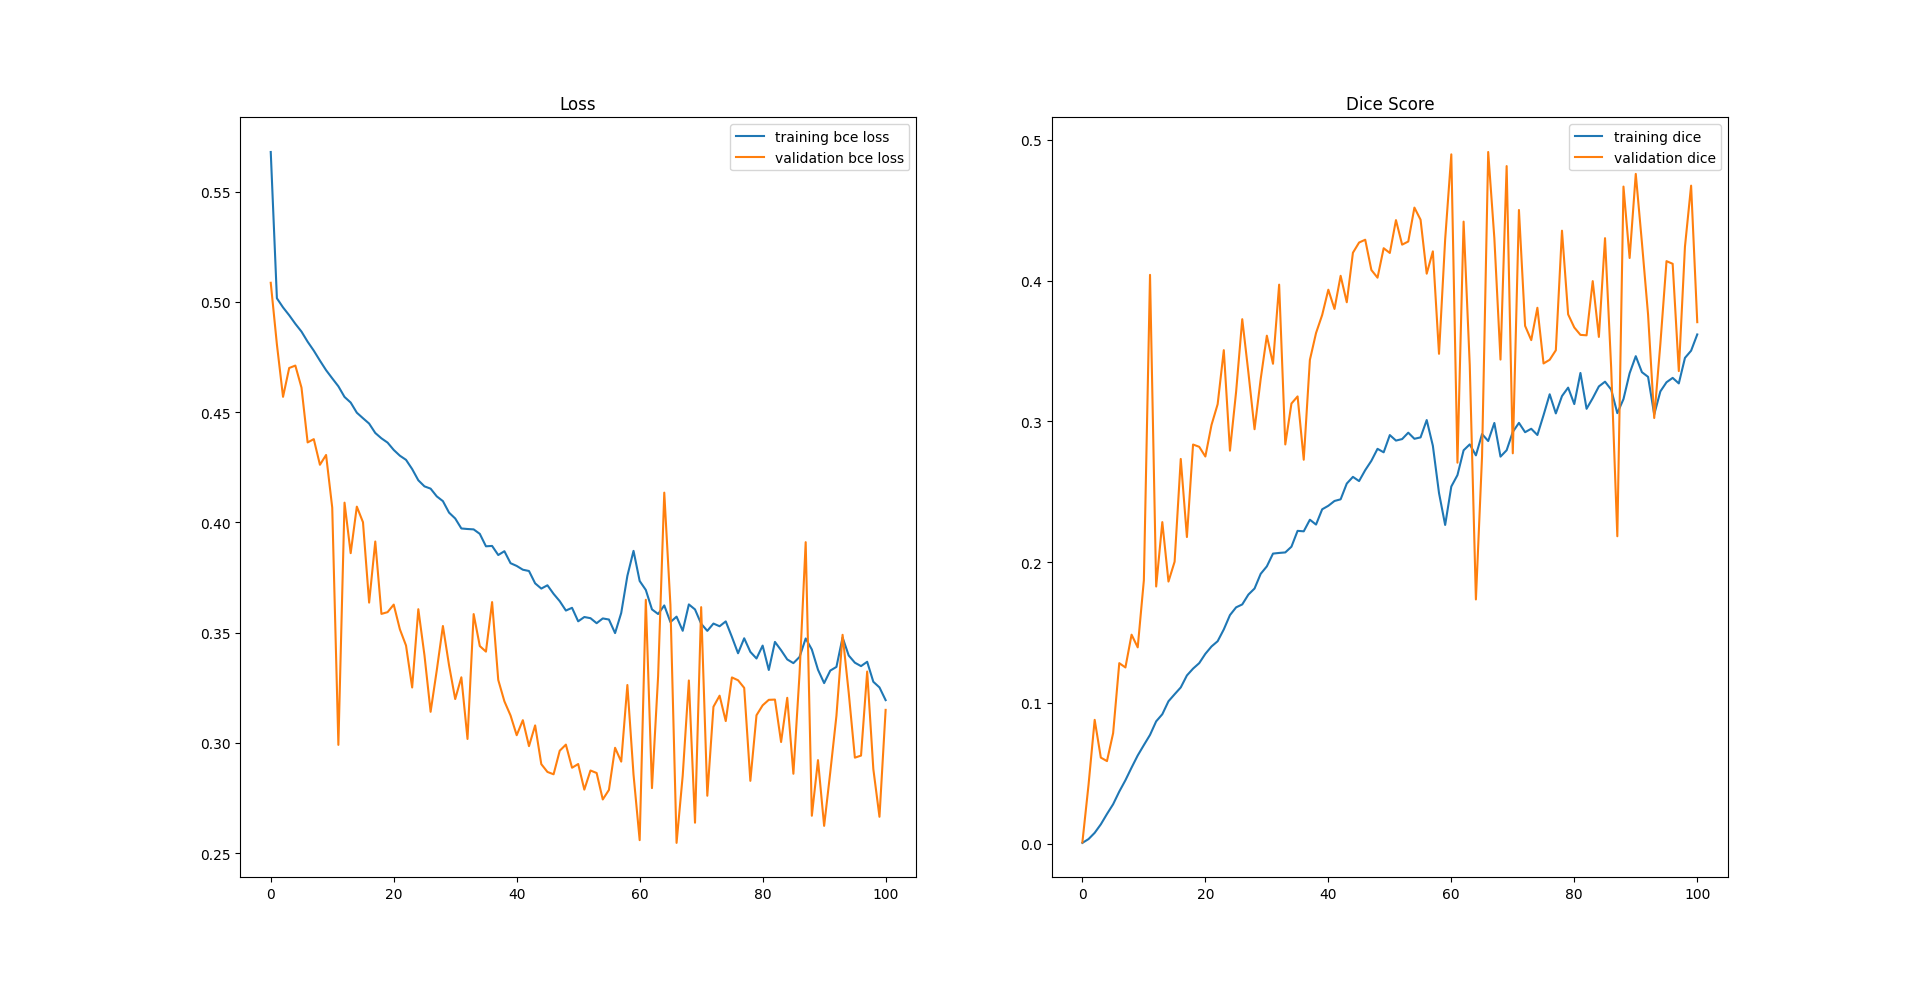 Loss
training bce loss
validation bce loss
0.55
0.50
0.45
0.40
0.35
0.30
0.25
0 20 40 60 80 100
Dice Score
training dice
validation dice
0.5
0.4
0.3
0.2
0.1
0.0
0 20 40 60 80 100